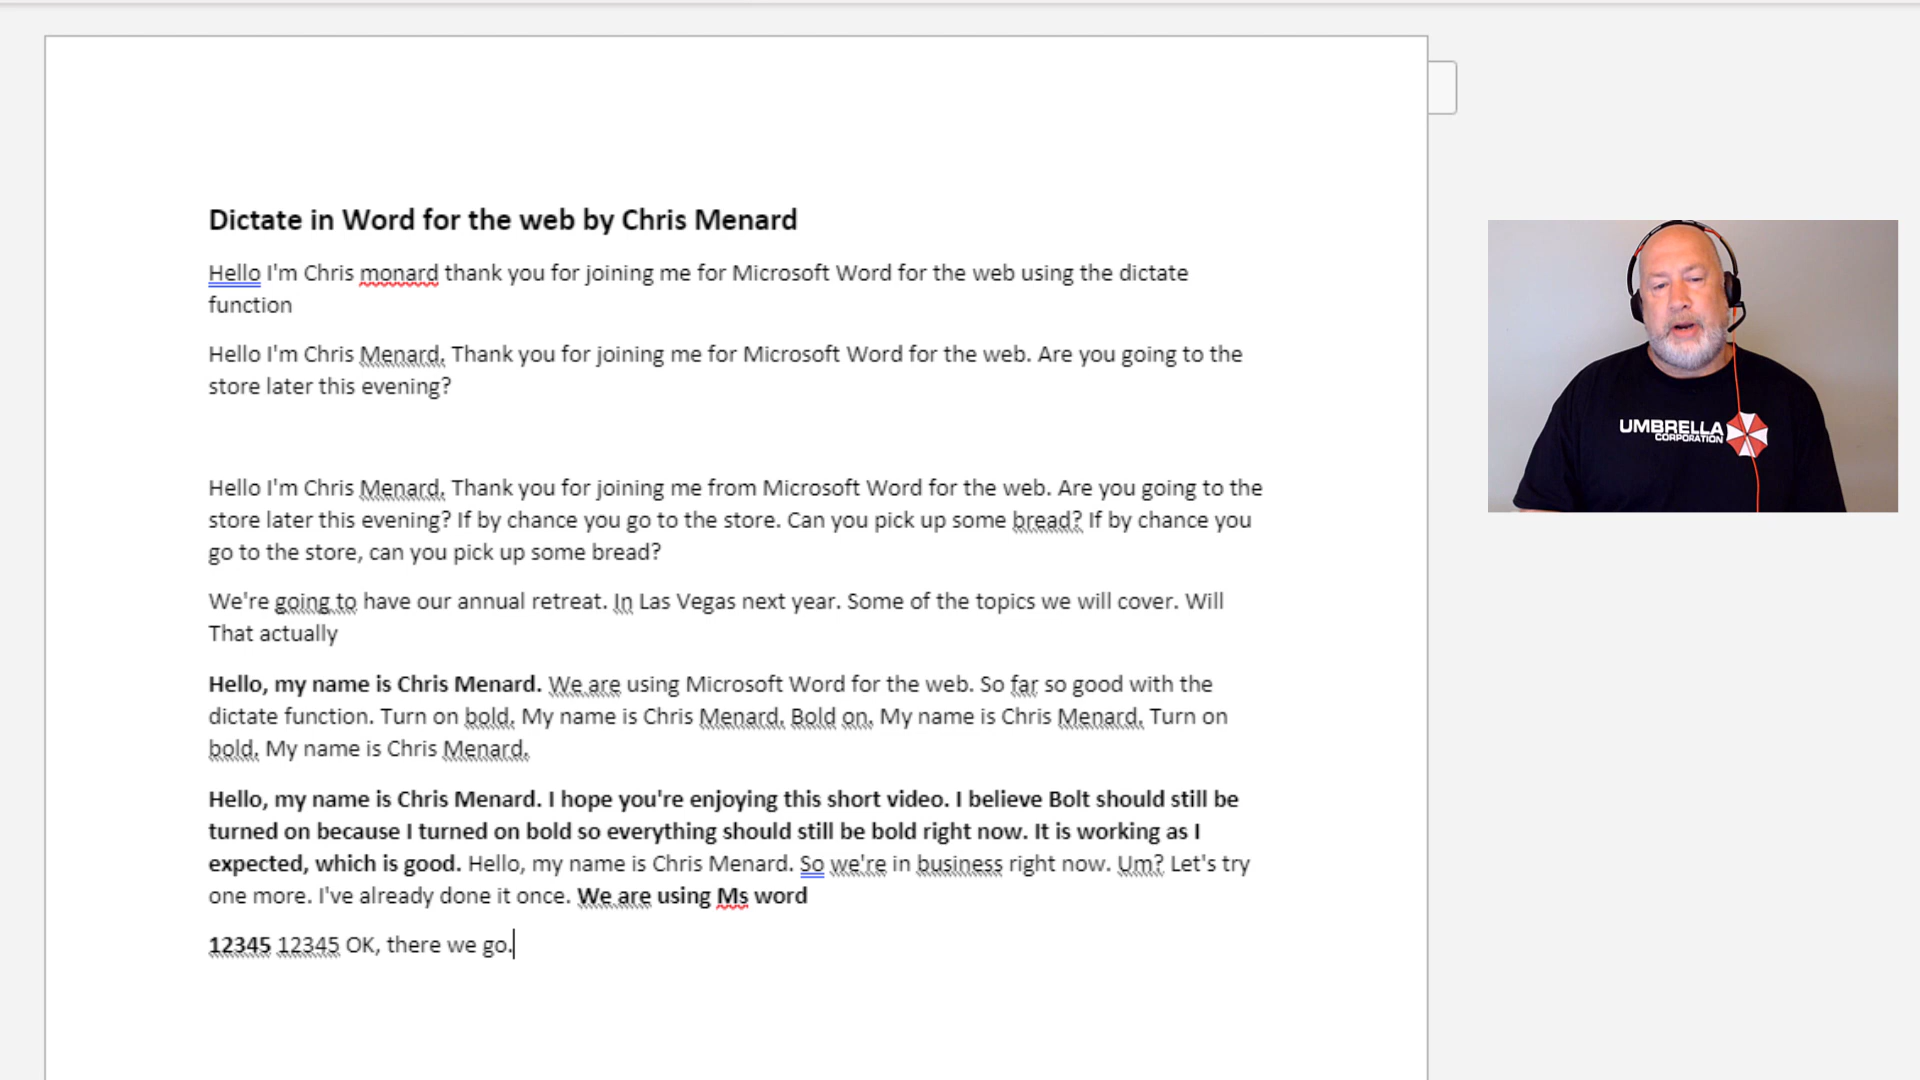 Dictate in Word for the web by Chris Menard
Hello I'm Chris monard thank you for joining me for Microsoft Word for the web using the dictate
function
Hello I'm Chris Menard. Thank you for joining me for Microsoft Word for the web. Are you going to the
store later this evening?
Hello I'm Chris Menard. Thank you for joining me from Microsoft Word for the web. Are you going to the
store later this evening? If by chance you go to the store. Can you pick up some bread? If by chance you
go to the store, can you pick up some bread?
We're going to have our annual retreat. In Las Vegas next year. Some of the topics we will cover. Will
That actually
Hello, my name is Chris Menard. We are using Microsoft Word for the web. So far so good with the
dictate function. Turn on bold. My name is Chris Menard. Bold on. My name is Chris Menard. Turn on
bold. My name is Chris Menard.
Hello, my name is Chris Menard. I hope you're enjoying this short video. I believe Bolt should still be
turned on because I turned on bold so everything should still be bold right now. It is working as I
expected, which is good. Hello, my name is Chris Menard. So we're in business right now. Um? Let's try
one more. I've already done it once. We are using Ms word
12345 12345 OK, there we go.
UMBRELLA
CORPORATION